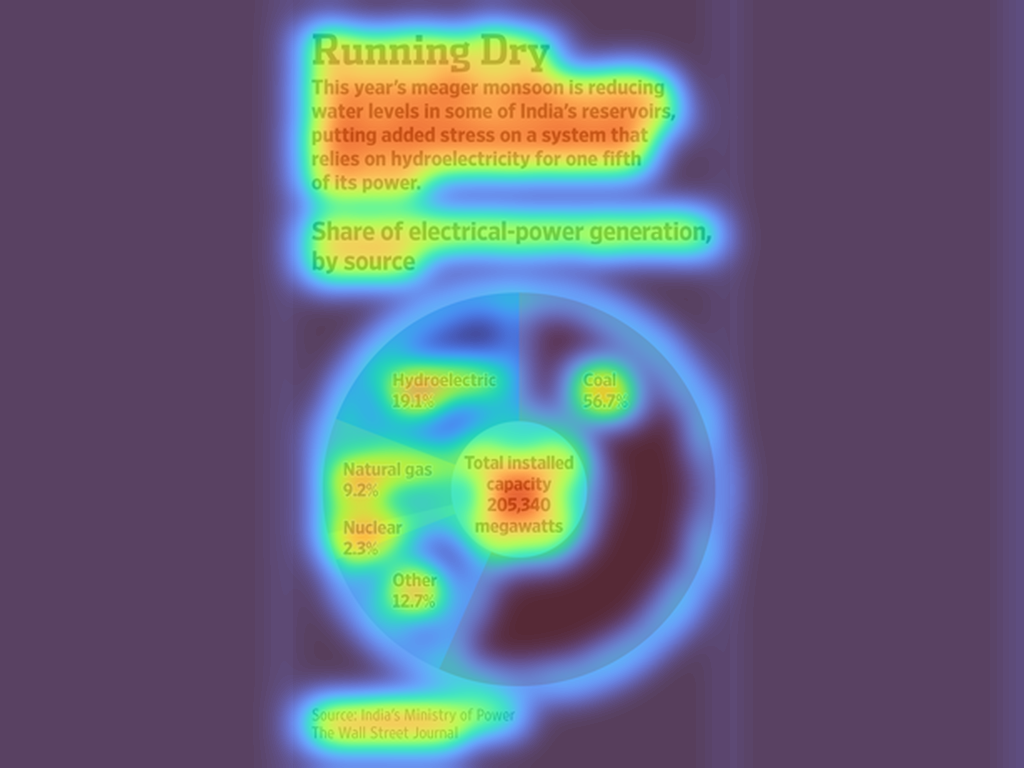 Running Dry
This year's meager monsoon is reducing
water levels in some of India's reservoirs,
putting added stress on a system that
relies on hydroelectricity for one fifth
of its power.
Share of electrical-power generation,
by source
Hydroelectric
19.1%
Coal
56.7%
Natural gas
9.2%
Total installed
capacity
205,340
megawatts
Nuclear
2.3%
Other
12.7%
Source: India's Ministry of Power
The Wall Street Journal